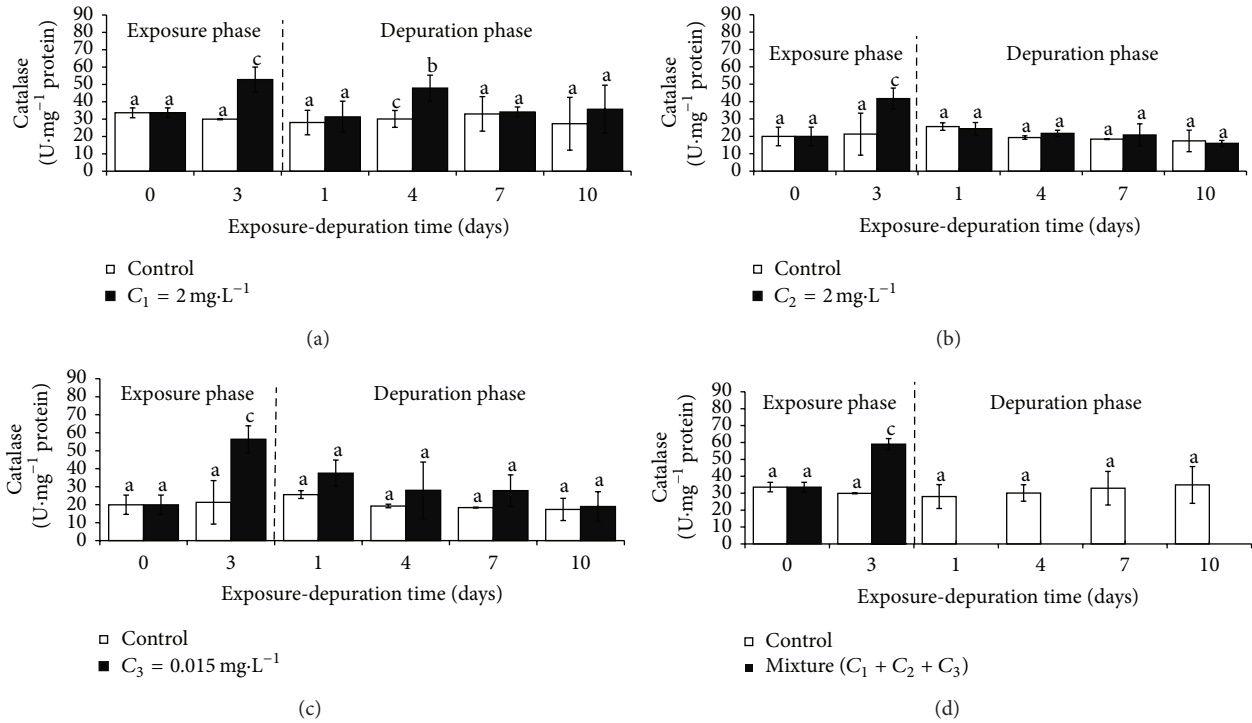 Catalase
(U·mg⁻¹ protein)
90
80
70
60
50
40
30
20
10
0
Exposure phase
Depuration phase
a a a c a a c b a a a a
0 3 1 4 7 10
Exposure-depuration time (days)
Control
C₁ = 2 mg·L⁻¹
(a)
Catalase
(U·mg⁻¹ protein)
90
80
70
60
50
40
30
20
10
0
Exposure phase
Depuration phase
a a a c a a a a a a a a
0 3 1 4 7 10
Exposure-depuration time (days)
Control
C₂ = 2 mg·L⁻¹
(b)
Catalase
(U·mg⁻¹ protein)
90
80
70
60
50
40
30
20
10
0
Exposure phase
Depuration phase
a a a c a a a a a a a a
0 3 1 4 7 10
Exposure-depuration time (days)
Control
C₃ = 0.015 mg·L⁻¹
(c)
Catalase
(U·mg⁻¹ protein)
90
80
70
60
50
40
30
20
10
0
Exposure phase
Depuration phase
a a a c a a a a
0 3 1 4 7 10
Exposure-depuration time (days)
Control
Mixture (C₁ + C₂ + C₃)
(d)